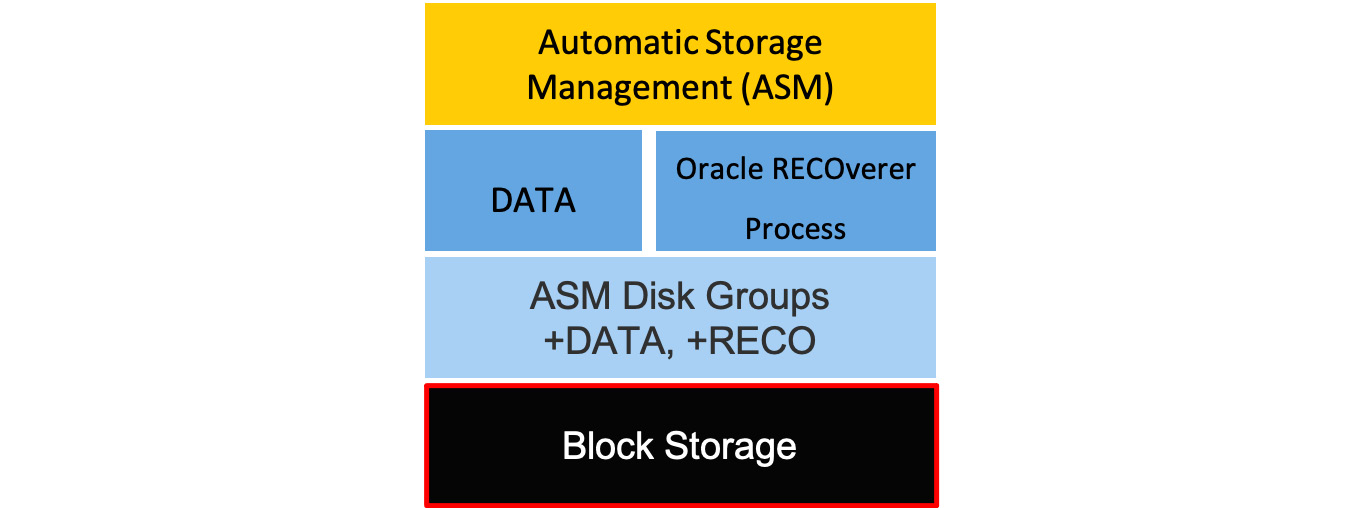 Automatic Storage
Management (ASM)
DATA
Oracle RECOverer
Process
ASM Disk Groups
+DATA, +RECO
Block Storage